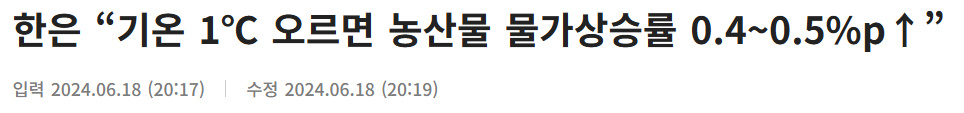 한은 “기온 1℃ 오르면 농산물 물가상승률 0.4~0.5%p↑”
입력 2024.06.18 (20:17) 수정 2024.06.18 (20:19)